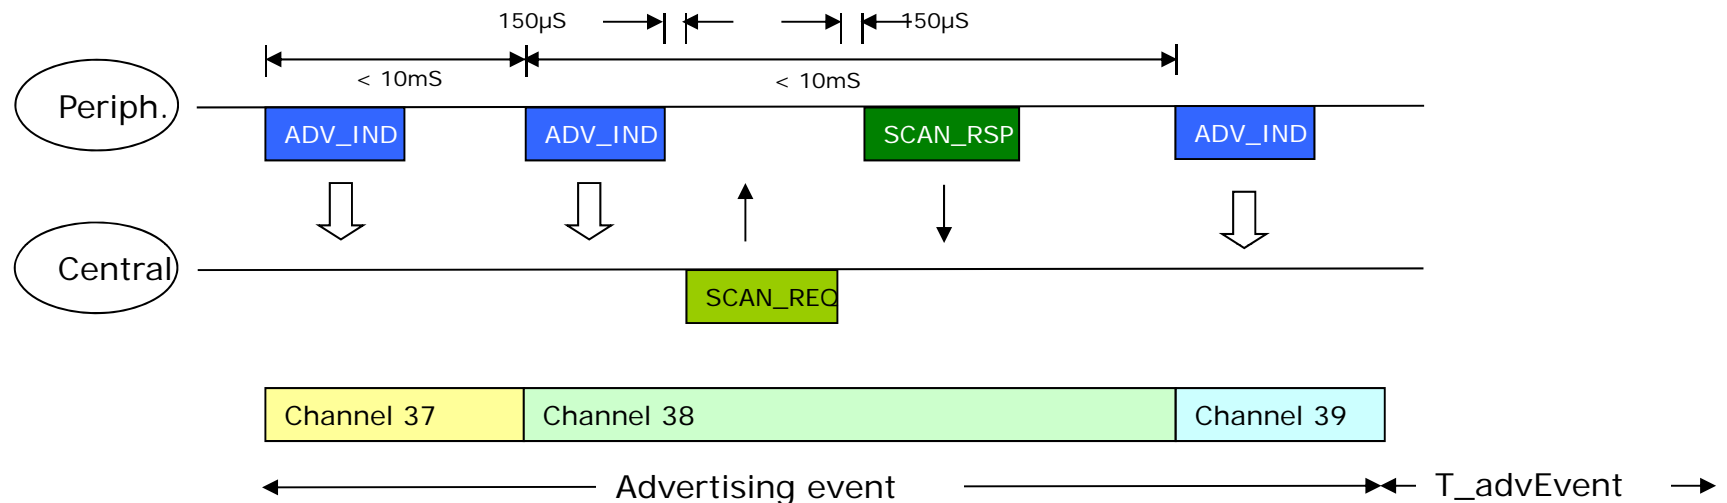 150µS
150µS
< 10mS
< 10mS
Periph.
ADV_IND
ADV_IND
SCAN_RSP
ADV_IND
Central
SCAN_REQ
Channel 37
Channel 38
Channel 39
Advertising event
T_advEvent